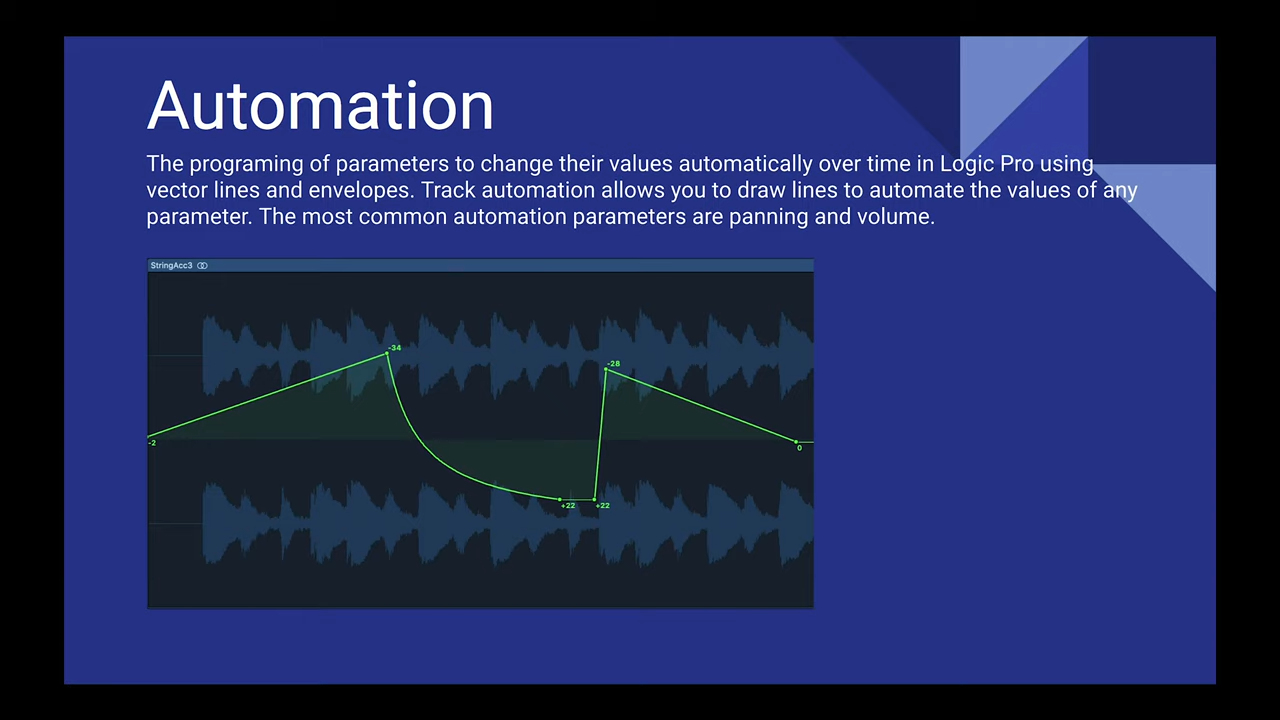 Automation
The programing of parameters to change their values automatically over time in Logic Pro using
vector lines and envelopes. Track automation allows you to draw lines to automate the values of any
parameter. The most common automation parameters are panning and volume.
StringAcc3
-34
-28
-2
0
+22 +22